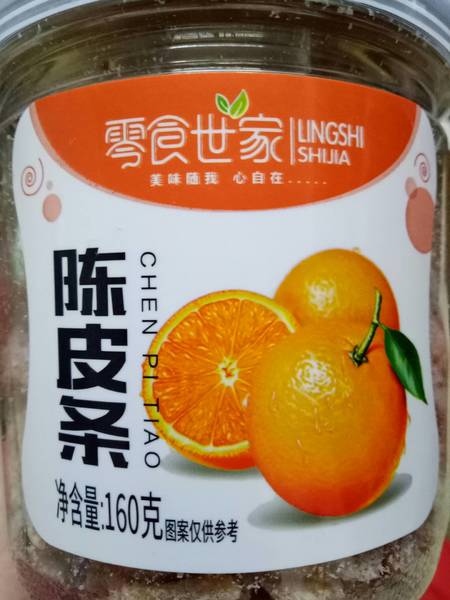 零食世家 LINGSHI SHIJIA
美味随我 心自在.....
陈皮条
CHEN PI TIAO
净含量:160克
图案仅供参考